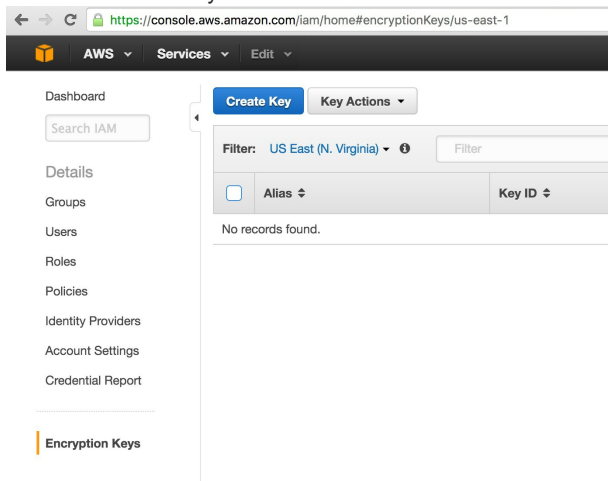 https://console.aws.amazon.com/iam/home#encryptionKeys/us-east-1
AWS Services Edit
Dashboard
Search IAM
Details
Groups
Users
Roles
Policies
Identity Providers
Account Settings
Credential Report
Encryption Keys
Create Key Key Actions
Filter: US East (N. Virginia) Filter
Alias Key ID
No records found.